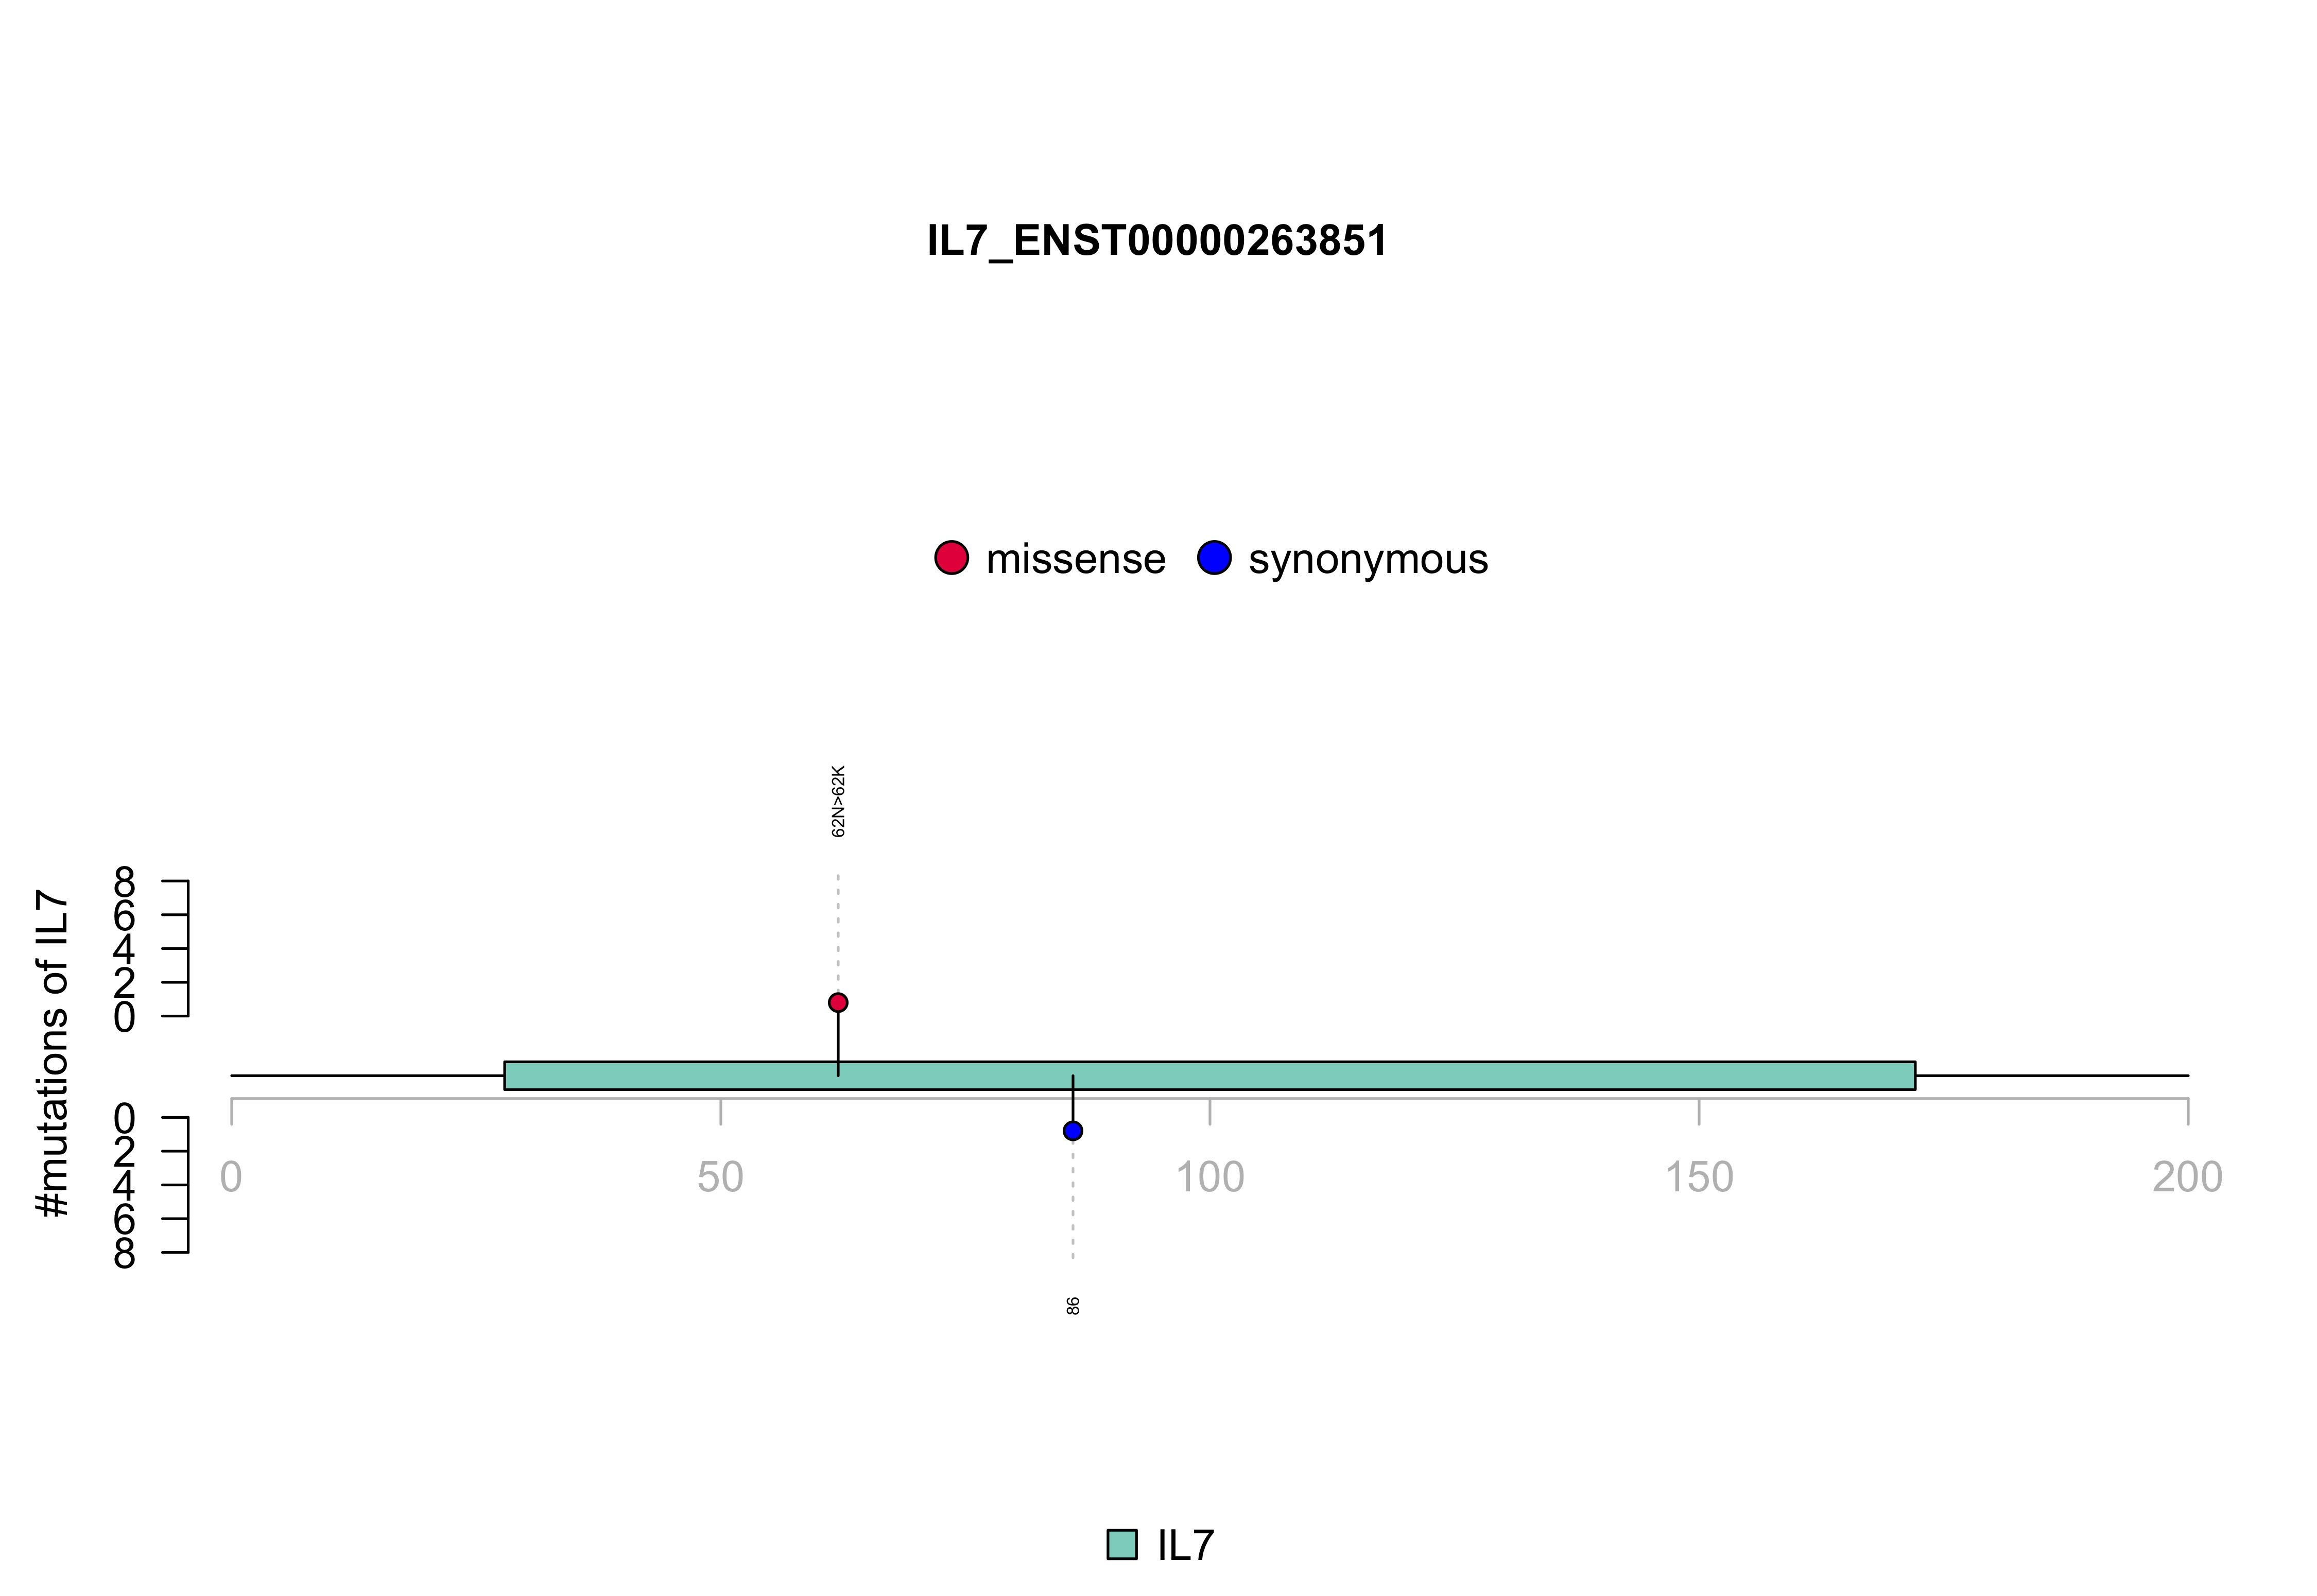 IL7_ENST00000263851
missense synonymous
62N>62K
#mutations of IL7
8
6
4
2
0
0
2
4
6
8
0 50 100 150 200
86
IL7